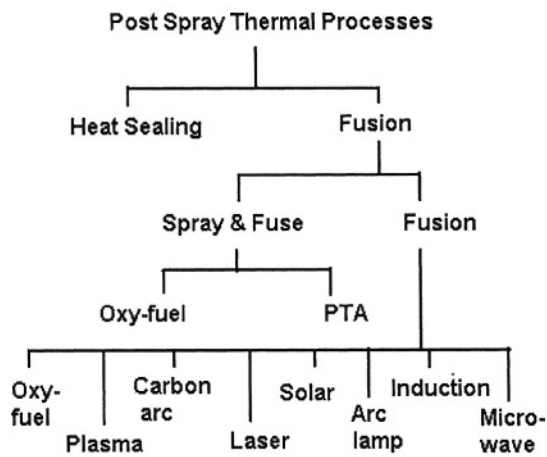 Post Spray Thermal Processes
Heat Sealing
Fusion
Spray & Fuse
Fusion
Oxy-fuel
PTA
Oxy-
fuel
Plasma
Carbon
arc
Laser
Solar
Arc
lamp
Induction
Micro-
wave